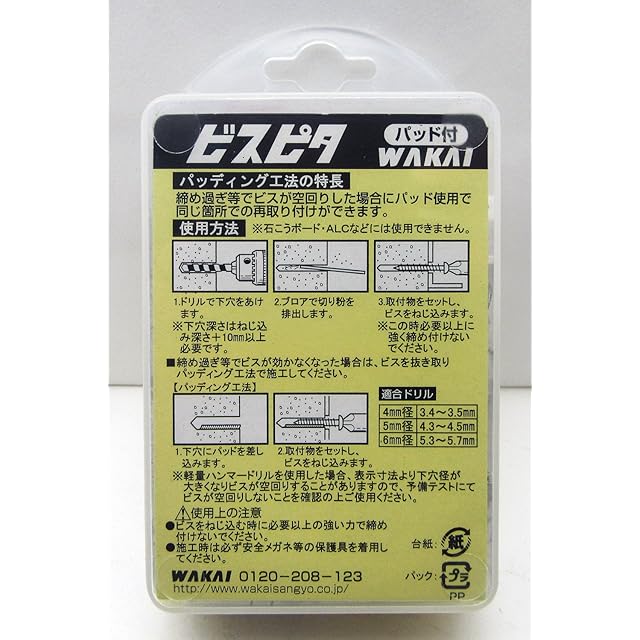 ビスピタ
パッド付
WAKAI
パッディング工法の特長
締め過ぎ等でビスが空回りした場合にパッド使用で
同じ箇所での再取り付けができます。
使用方法 ※石こうボード・ALCなどには使用できません。
1.ドリルで下穴をあけ
ます。
※下穴深さはねじ込
み深さ+10mm以上
必要です。
2.ブロアで切り粉を
排出します。
3.取付物をセットし、
ビスをねじ込みます。
※この時必要以上に
強く締め付けない
でください。
■締め過ぎ等でビスが効かなくなった場合は、ビスを抜き取り
パッディング工法で施工してください。
【パッディング工法】
1.下穴にパッドを差し
込みます。
2.取付物をセットし、
ビスをねじ込みます。
適合ドリル
4mm径 3.4～3.5mm
5mm径 4.3～4.5mm
6mm径 5.3～5.7mm
※軽量ハンマードリルを使用した場合、表示寸法より下穴径が
大きくなりビスが空回りすることがありますので、予備テストにて
ビスが空回りしないことを確認の上ご使用ください。
⚠使用上の注意
●ビスをねじ込む時に必要以上の強い力で締め
付けないでください。
●施工時は必ず安全メガネ等の保護具を着用し
てください。
WAKAI 0120-208-123
http://www.wakaisangyo.co.jp/
台紙: 紙
パック: プラ
PP